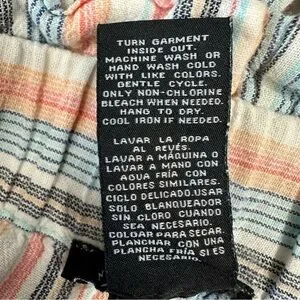 TURN GARMENT
INSIDE OUT.
MACHINE WASH OR
HAND WASH COLD
WITH LIKE COLORS.
GENTLE CYCLE.
ONLY NON-CHLORINE
BLEACH WHEN NEEDED.
HANG TO DRY.
COOL IRON IF NEEDED.
LAVAR LA ROPA
AL REVÉS.
LAVAR A MÁQUINA O
LAVAR A MANO CON
AGUA FRÍA CON
COLORES SIMILARES.
CICLO DELICADO.USAR
SOLO BLANQUEADOR
SIN CLORO CUANDO
SEA NECESARIO.
COLGAR PARA SECAR.
PLANCHAR CON UNA
PLANCHA FRÍA SI ES
NECESARIO.